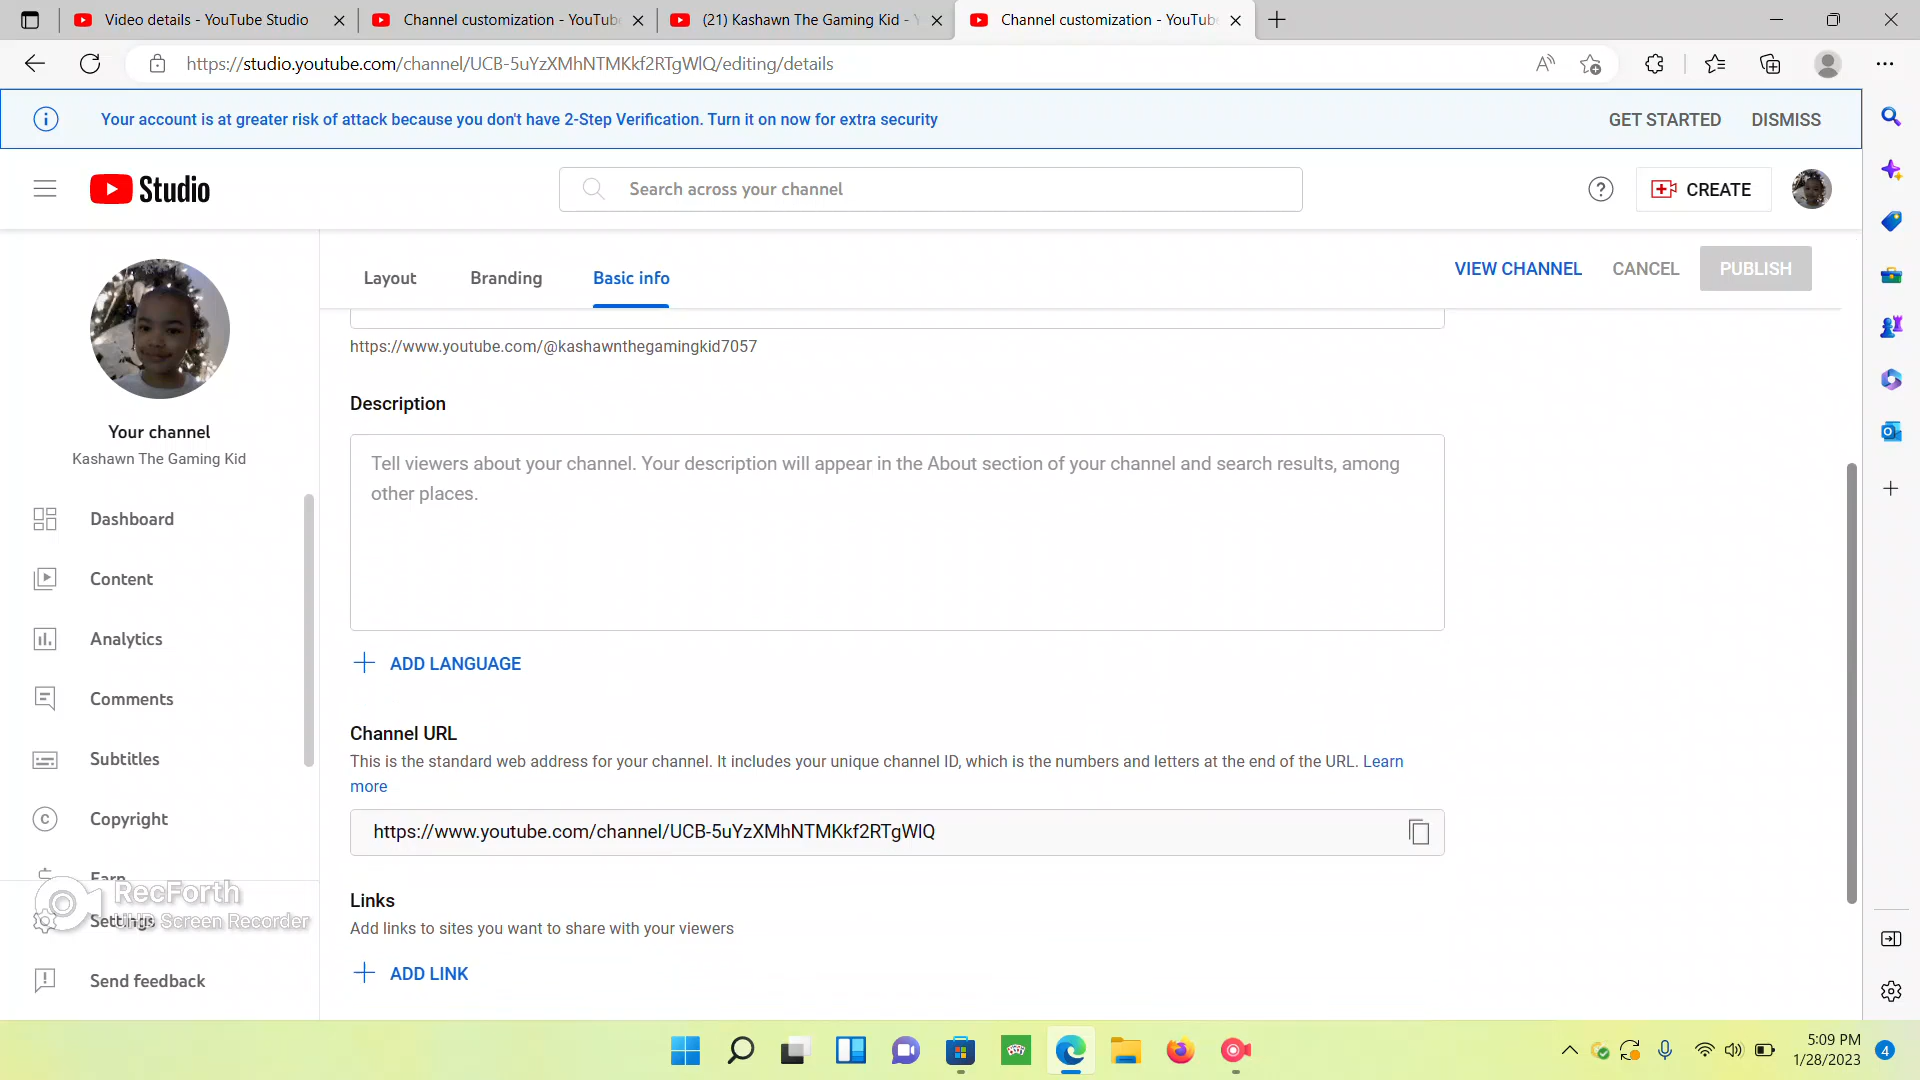 Video details - YouTube Studio
Channel customization - YouTub
(21) Kashawn The Gaming Kid -
Channel customization - YouTub
https://studio.youtube.com/channel/UCB-5uYzXMhNTMKkf2RTgWlQ/editing/details
Your account is at greater risk of attack because you don't have 2-Step Verification. Turn it on now for extra security
GET STARTED
DISMISS
Studio
Search across your channel
CREATE
Layout
Branding
Basic info
VIEW CHANNEL
CANCEL
PUBLISH
Your channel
Kashawn The Gaming Kid
Dashboard
Content
Analytics
Comments
Subtitles
Copyright
Earn
Settings
Send feedback
RecForth
UHD Screen Recorder
https://www.youtube.com/@kashawnthegamingkid7057
Description
Tell viewers about your channel. Your description will appear in the About section of your channel and search results, among
other places.
ADD LANGUAGE
Channel URL
This is the standard web address for your channel. It includes your unique channel ID, which is the numbers and letters at the end of the URL. Learn
more
https://www.youtube.com/channel/UCB-5uYzXMhNTMKkf2RTgWlQ
Links
Add links to sites you want to share with your viewers
ADD LINK
5:09 PM
1/28/2023
4